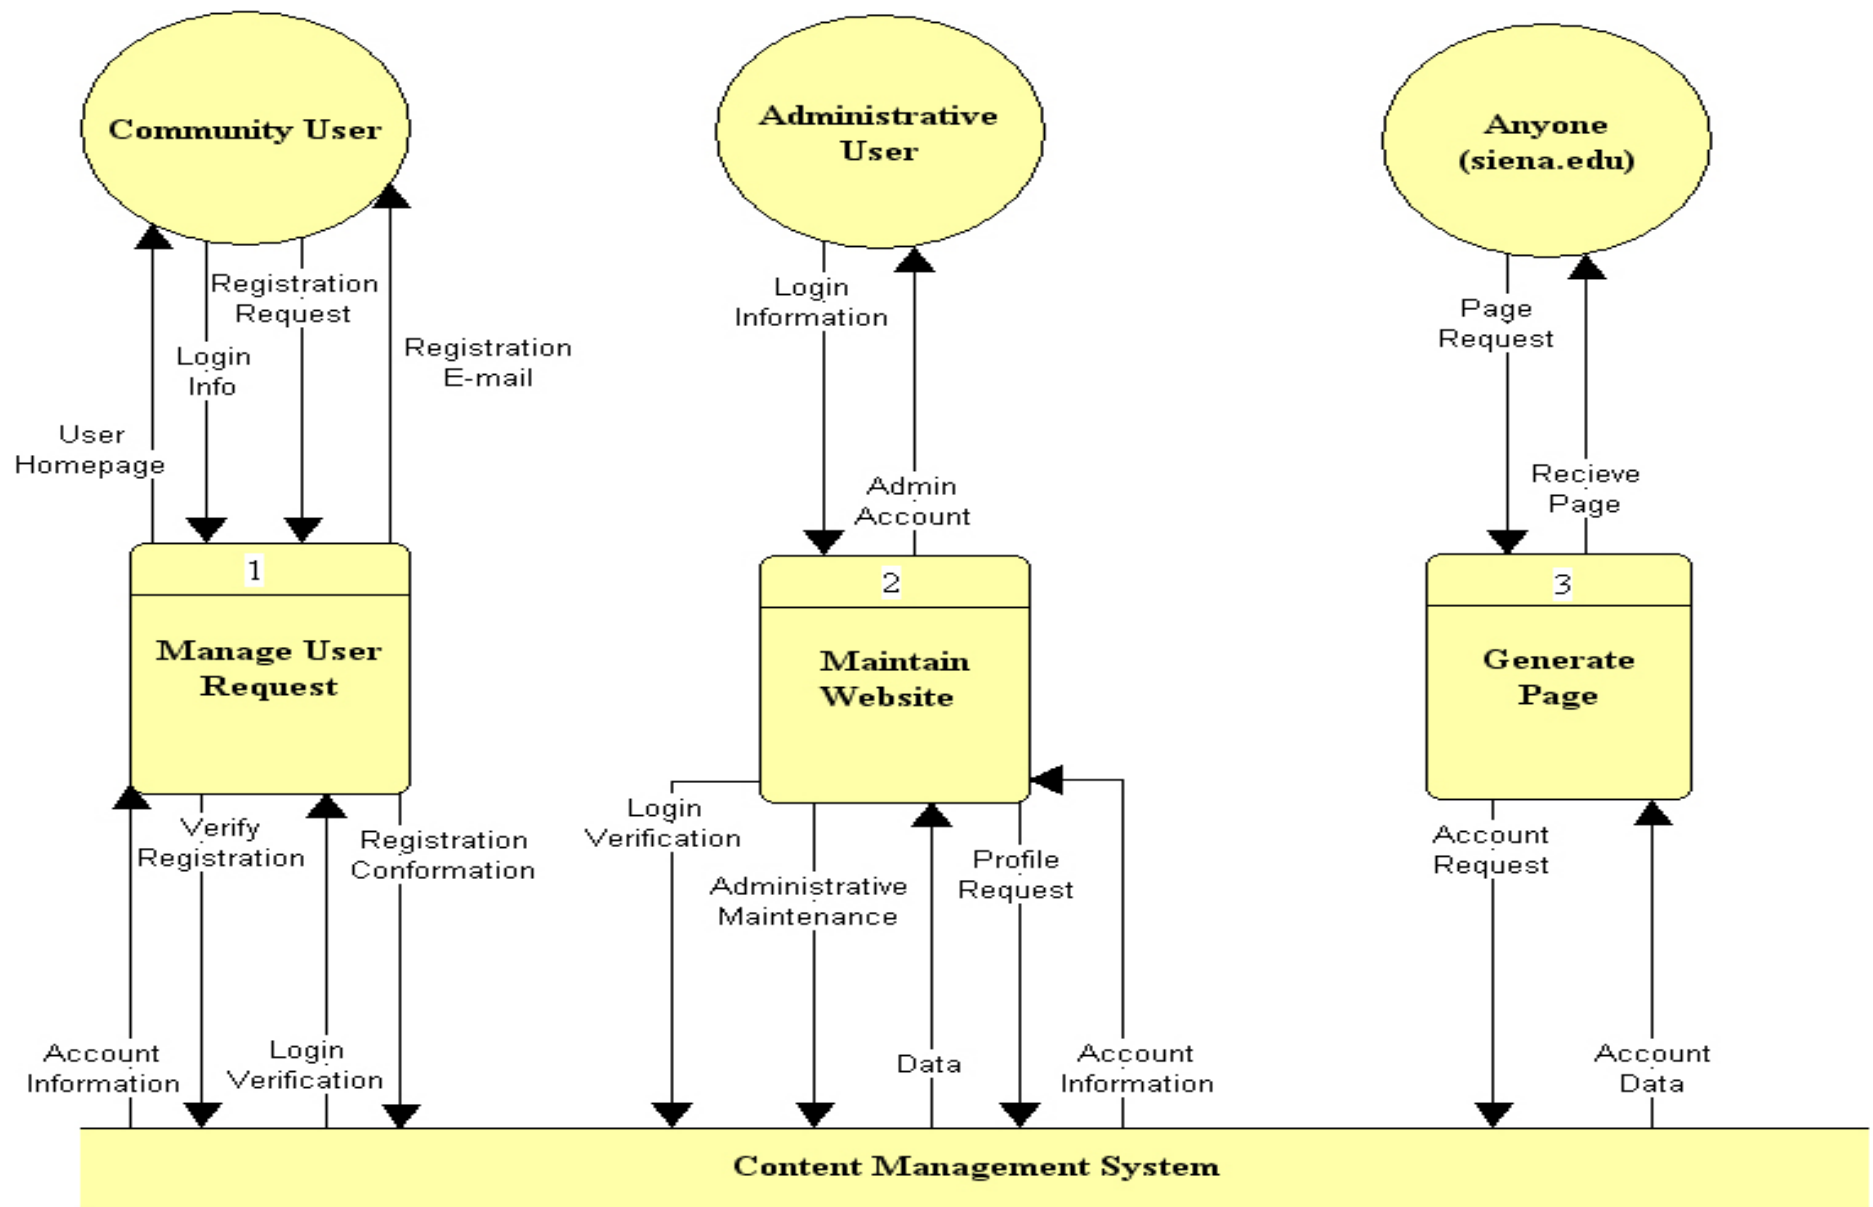 Community User
Administrative
User
Anyone
(siena.edu)
Registration
Request
Login
Info
Registration
E-mail
User
Homepage
Login
Information
Admin
Account
Page
Request
Recieve
Page
1
Manage User
Request
2
Maintain
Website
3
Generate
Page
Verify
Registration
Registration
Conformation
Account
Information
Login
Verification
Login
Verification
Administrative
Maintenance
Profile
Request
Data
Account
Information
Account
Request
Account
Data
Content Management System